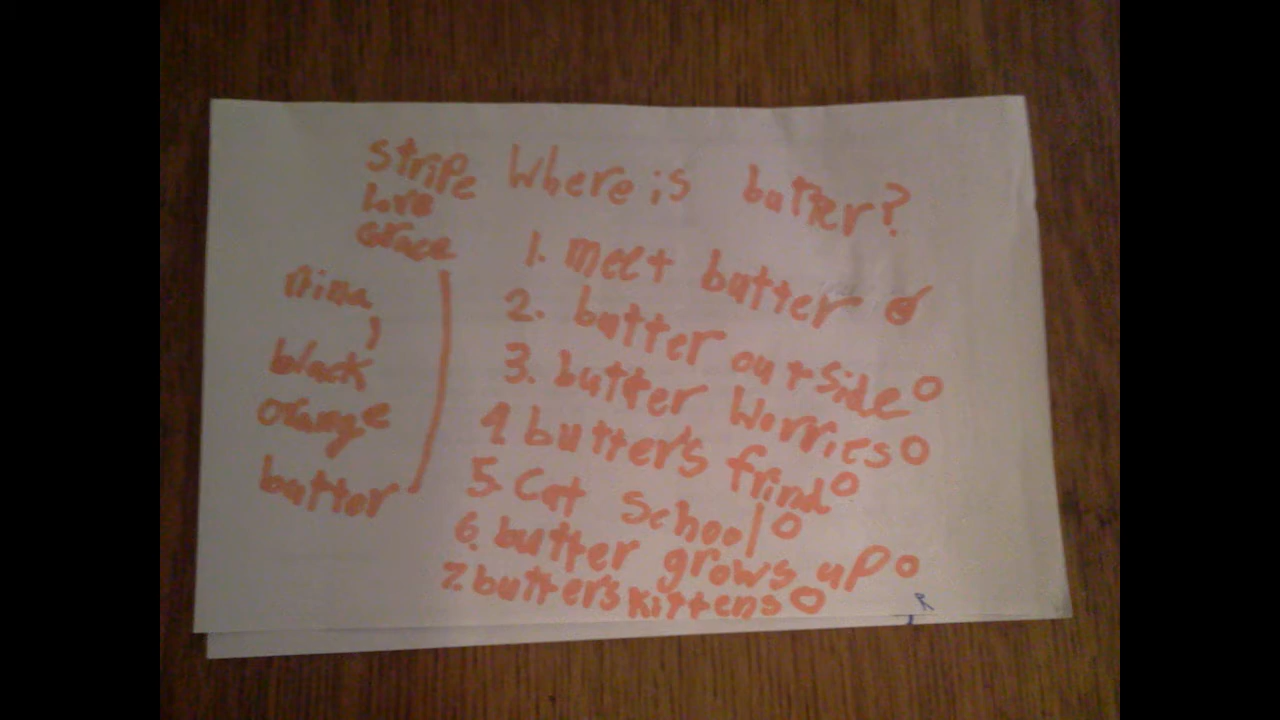 Where is butter?
1. meet butter
2. butter outside
3. butter Worries
4. butter's frind
5. Cat School
6. butter grows up
7. butter's kittens
stripe
Love
Grace
nina
black
orange
butter
R